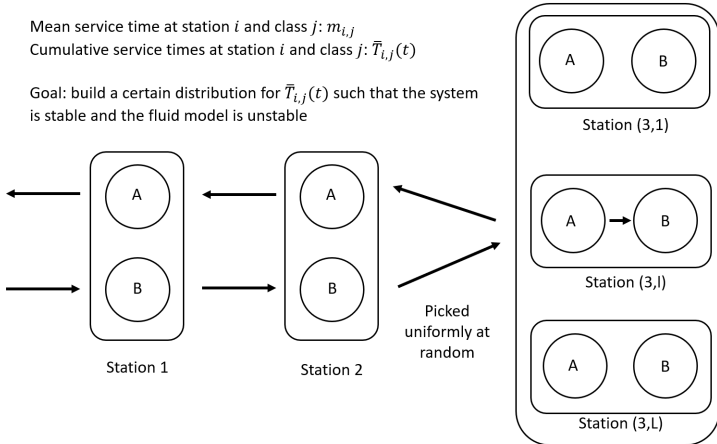 Mean service time at station 𝑖 and class 𝑗: 𝑚𝑖,𝑗
Cumulative service times at station 𝑖 and class 𝑗: T̿𝑖,𝑗(𝑡)
Goal: build a certain distribution for T̿𝑖,𝑗(𝑡) such that the system
is stable and the fluid model is unstable
A
B
Station 1
A
B
Station 2
Picked
uniformly at
random
A
B
Station (3,1)
A
B
Station (3,l)
A
B
Station (3,L)